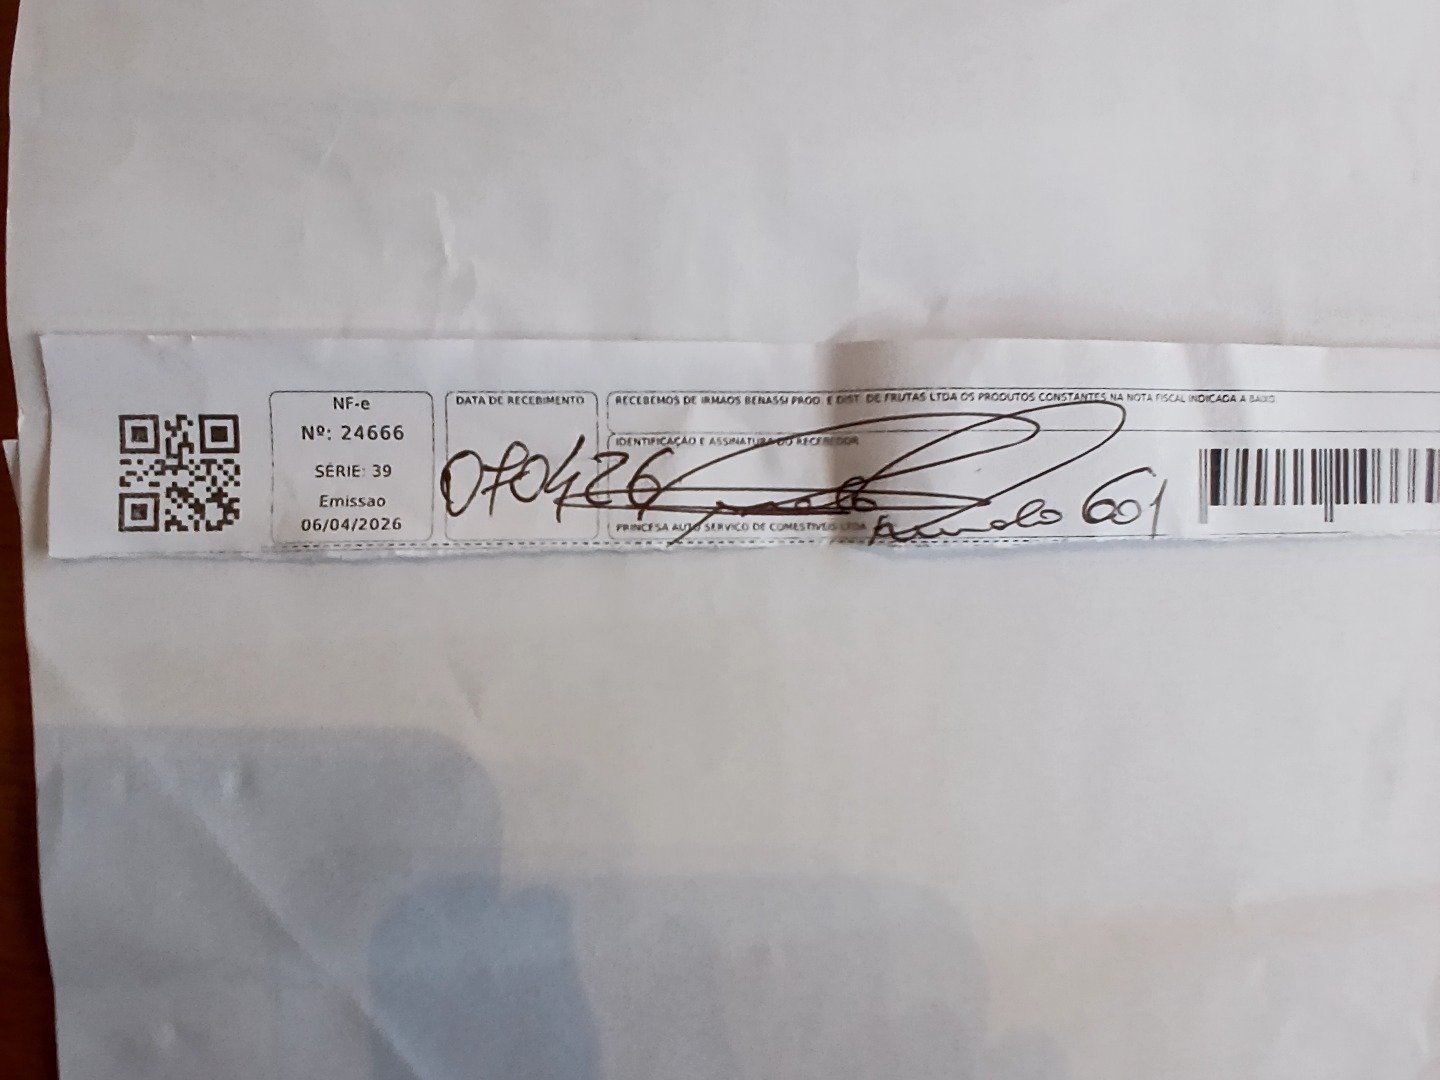 NF-e
Nº: 24666
SÉRIE: 39
Emissao
06/04/2026
DATA DE RECEBIMENTO
070426
RECEBEMOS DE IRMAOS BENASSI PROD. E DIST. DE FRUTAS LTDA OS PRODUTOS CONSTANTES NA NOTA FISCAL INDICADA A BAIXO
IDENTIFICAÇÃO E ASSINATURA DO RECEBEDOR
PRINCESA AUTO SERVICO DE COMESTIVEIS LTDA
601